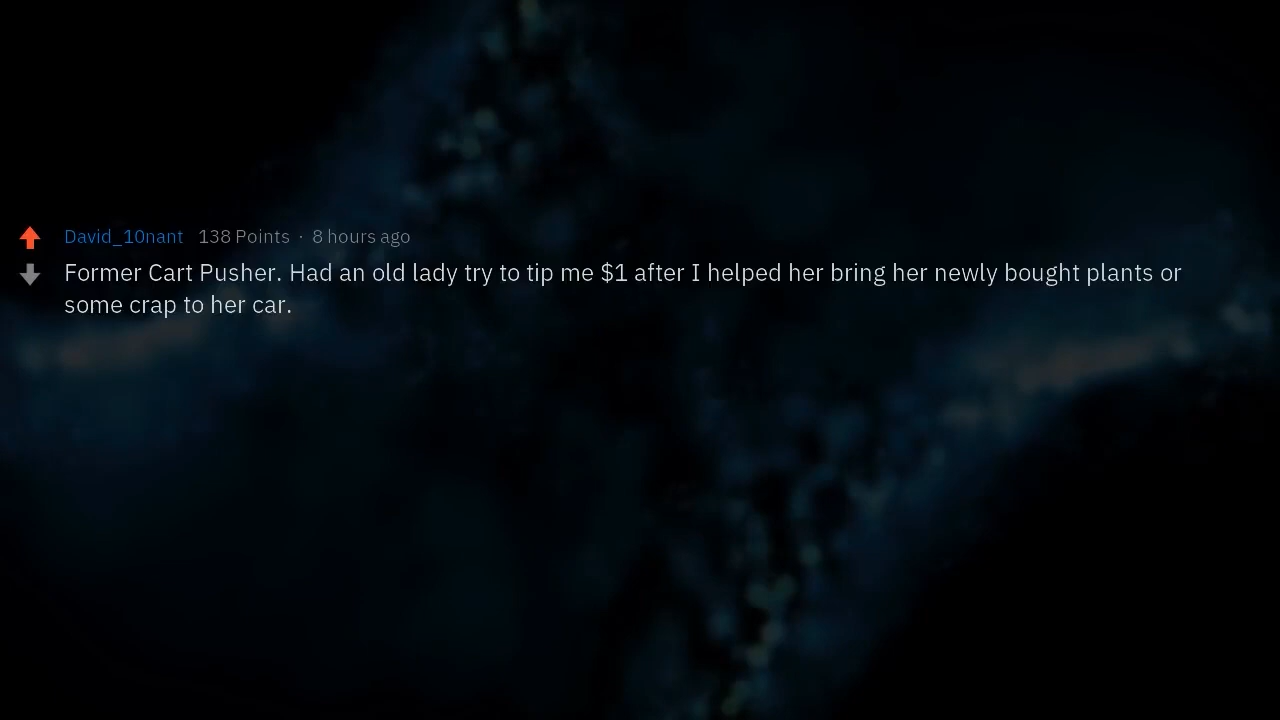 David_10nant 138 Points · 8 hours ago
Former Cart Pusher. Had an old lady try to tip me $1 after I helped her bring her newly bought plants or
some crap to her car.